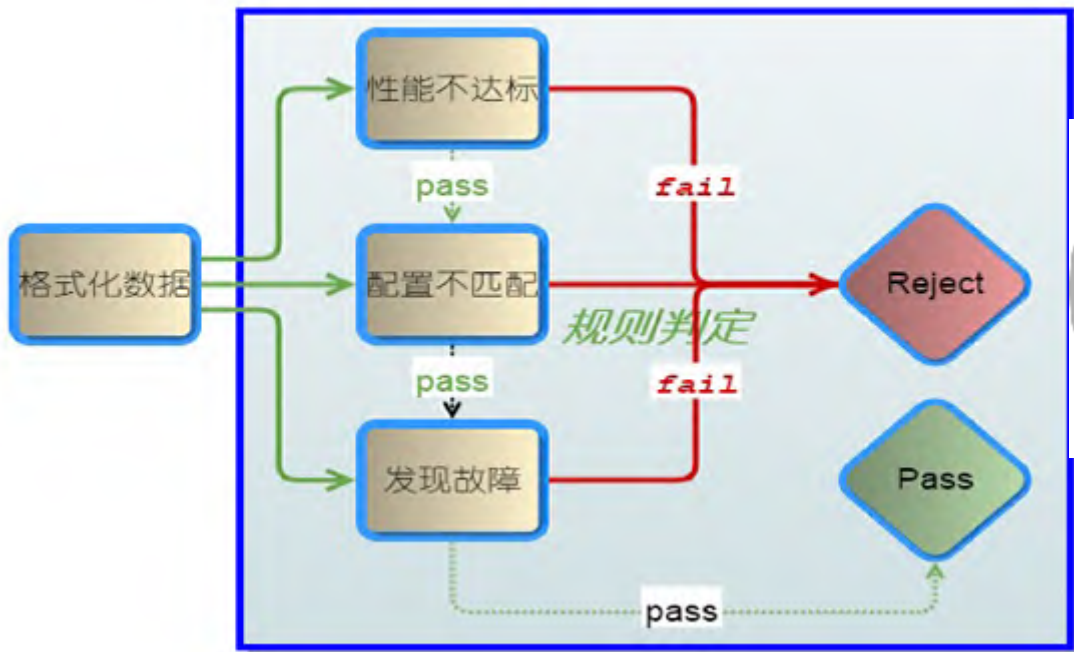 性能不达标
pass
fail
格式化数据
配置不匹配
Reject
规则判定
pass
fail
发现故障
Pass
pass